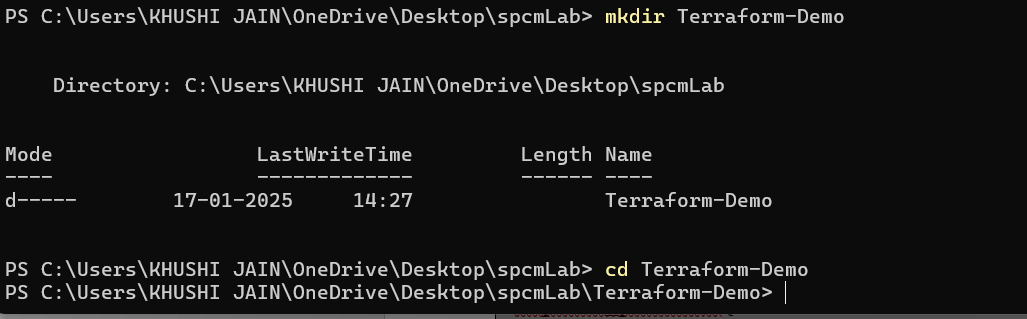 PS C:\Users\KHUSHI JAIN\OneDrive\Desktop\spcmLab> mkdir Terraform-Demo
Directory: C:\Users\KHUSHI JAIN\OneDrive\Desktop\spcmLab
Mode                 LastWriteTime         Length Name
----                 -------------         ------ ----
d-----        17-01-2025     14:27                Terraform-Demo
PS C:\Users\KHUSHI JAIN\OneDrive\Desktop\spcmLab> cd Terraform-Demo
PS C:\Users\KHUSHI JAIN\OneDrive\Desktop\spcmLab\Terraform-Demo>